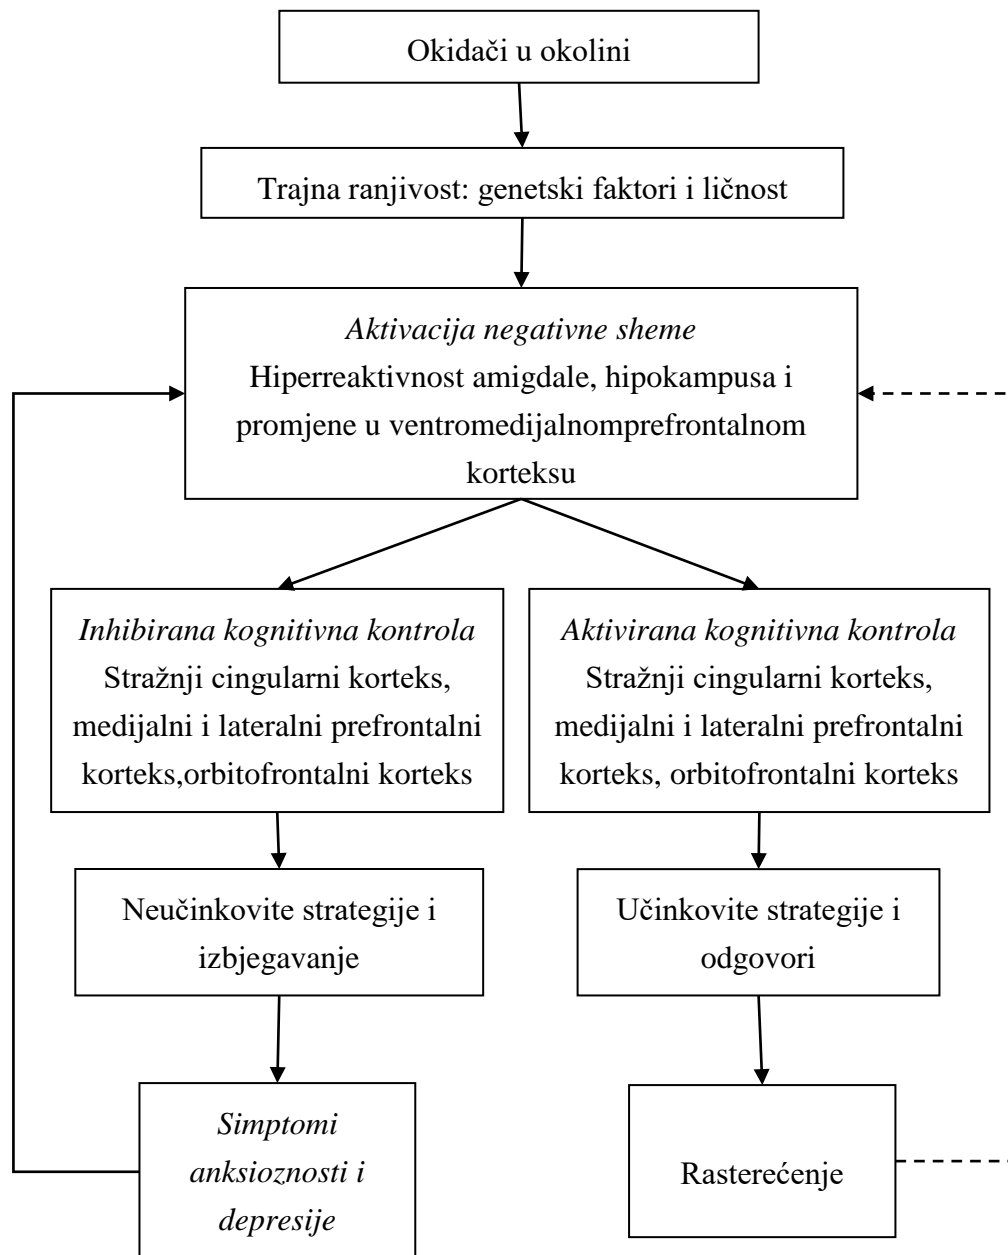 Okidači u okolini
Trajna ranjivost: genetski faktori i ličnost
Aktivacija negativne sheme
Hiperreaktivnost amigdale, hipokampusa i
promjene u ventromedijalnomprefrontalnom
korteksu
Inhibirana kognitivna kontrola
Stražnji cingularni korteks,
medijalni i lateralni prefrontalni
korteks,orbitofrontalni korteks
Aktivirana kognitivna kontrola
Stražnji cingularni korteks,
medijalni i lateralni prefrontalni
korteks, orbitofrontalni korteks
Neučinkovite strategije i
izbjegavanje
Učinkovite strategije i
odgovori
Simptomi
anksioznosti i
depresije
Rasterećenje